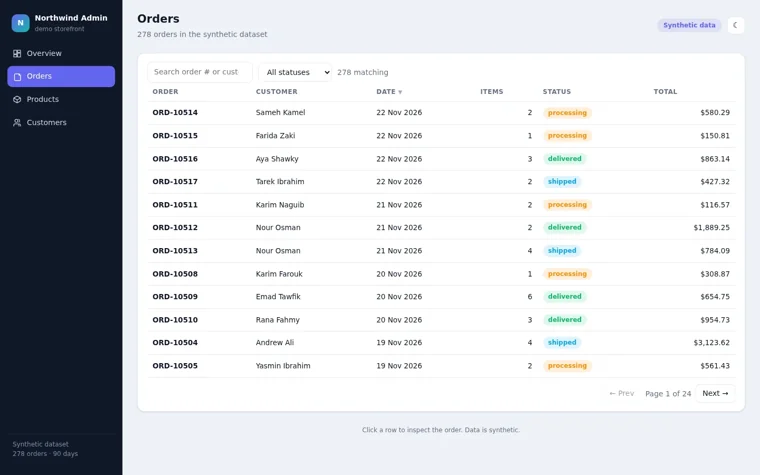 N Northwind Admin
demo storefront
Overview
Orders
Products
Customers
Synthetic dataset
278 orders · 90 days
Orders
278 orders in the synthetic dataset
Synthetic data
Search order # or cust
All statuses
278 matching
ORDER CUSTOMER DATE ▼ ITEMS STATUS TOTAL
ORD-10514 Sameh Kamel 22 Nov 2026 2 processing $580.29
ORD-10515 Farida Zaki 22 Nov 2026 1 processing $150.81
ORD-10516 Aya Shawky 22 Nov 2026 3 delivered $863.14
ORD-10517 Tarek Ibrahim 22 Nov 2026 2 shipped $427.32
ORD-10511 Karim Naguib 21 Nov 2026 2 processing $116.57
ORD-10512 Nour Osman 21 Nov 2026 2 delivered $1,889.25
ORD-10513 Nour Osman 21 Nov 2026 4 shipped $784.09
ORD-10508 Karim Farouk 20 Nov 2026 1 processing $308.87
ORD-10509 Emad Tawfik 20 Nov 2026 6 delivered $654.75
ORD-10510 Rana Fahmy 20 Nov 2026 3 delivered $954.73
ORD-10504 Andrew Ali 19 Nov 2026 4 shipped $3,123.62
ORD-10505 Yasmin Ibrahim 19 Nov 2026 2 processing $561.43
← Prev Page 1 of 24 Next →
Click a row to inspect the order. Data is synthetic.